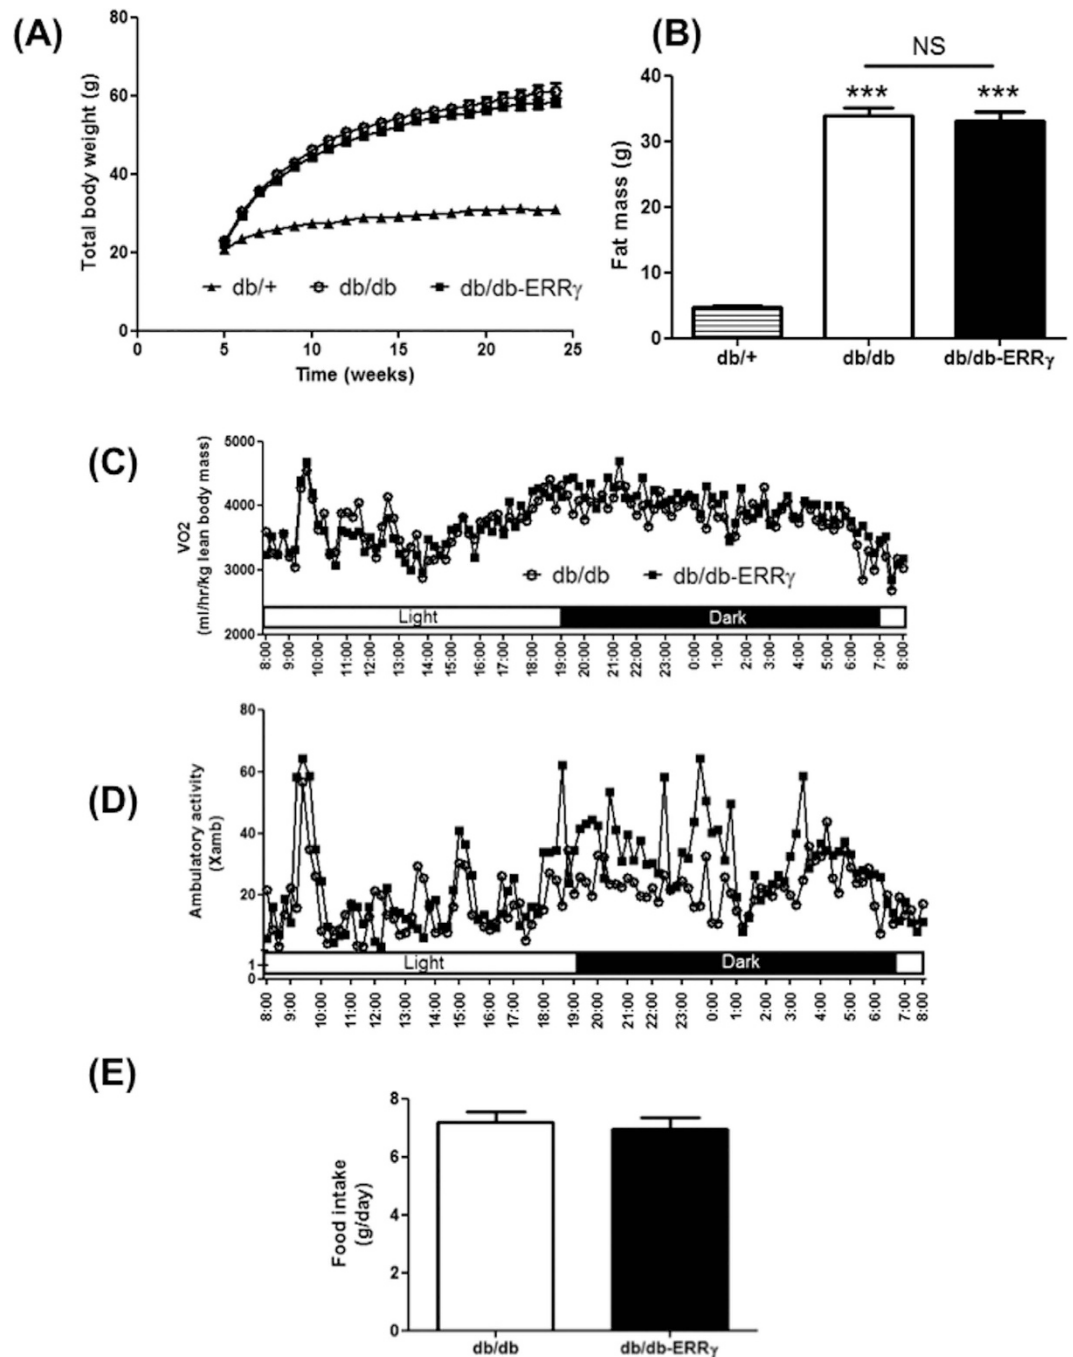 (A)
Total body weight (g)
80
60
40
20
0
db/+ db/db db/db-ERRγ
0 5 10 15 20 25
Time (weeks)
(B)
NS
*** ***
Fat mass (g)
40
30
20
10
0
db/+ db/db db/db-ERRγ
(C)
VO2
(ml/hr/kg lean body mass)
5000
4000
3000
2000
db/db db/db-ERRγ
Light Dark
8:00 9:00 10:00 11:00 12:00 13:00 14:00 15:00 16:00 17:00 18:00 19:00 20:00 21:00 22:00 23:00 0:00 1:00 2:00 3:00 4:00 5:00 6:00 7:00 8:00
(D)
Ambulatory activity
(Xamb)
80
60
40
20
1
0
Light Dark
8:00 9:00 10:00 11:00 12:00 13:00 14:00 15:00 16:00 17:00 18:00 19:00 20:00 21:00 22:00 23:00 0:00 1:00 2:00 3:00 4:00 5:00 6:00 7:00 8:00
(E)
Food intake
(g/day)
8
6
4
2
0
db/db db/db-ERRγ